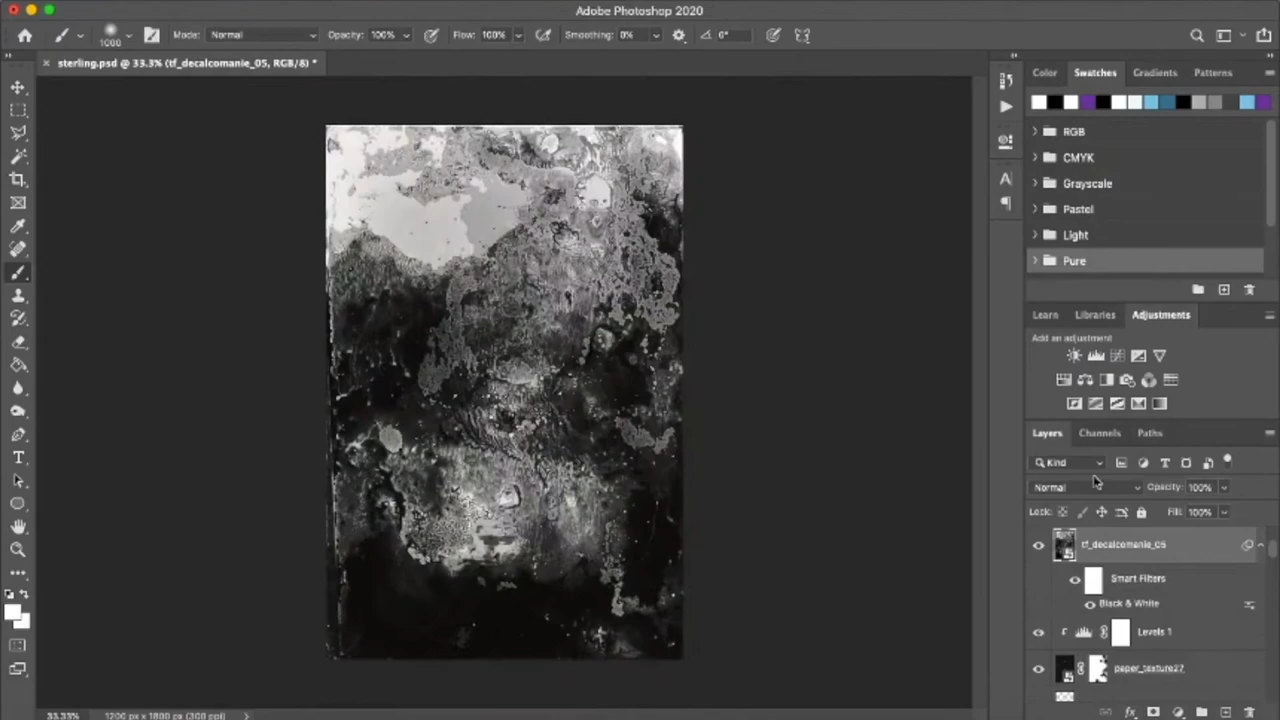 Adobe Photoshop 2020
1000
Mode: Normal
Opacity: 100%
Flow: 100%
Smoothing: 0%
0°
sterling.psd @ 33.3% (tf_decalcomanie_05, RGB/8) *
Color Swatches Gradients Patterns
RGB
CMYK
Grayscale
Pastel
Light
Pure
Learn Libraries Adjustments
Add an adjustment
Layers Channels Paths
Kind
Normal Opacity: 100%
Lock: Fill: 100%
tf_decalcomanie_05
Smart Filters
Black & White
Levels 1
paper_texture27
33.33% 1200 px x 1800 px (300 ppi)